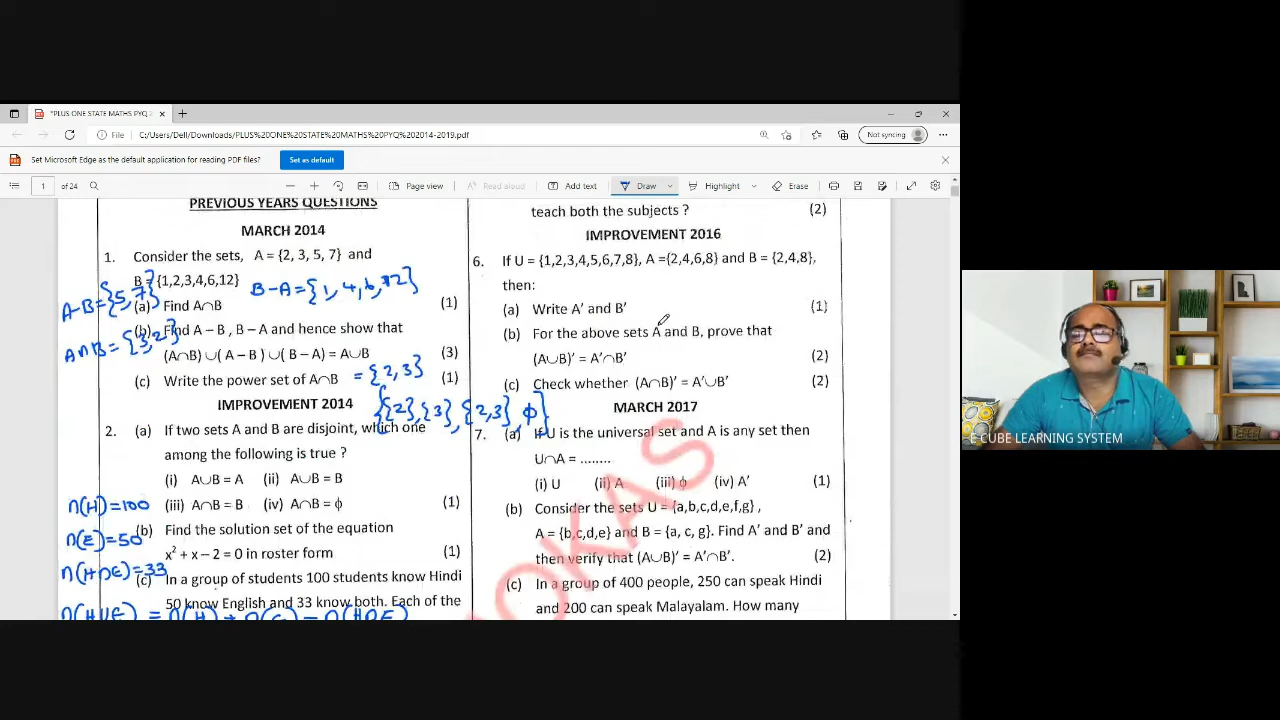 *PLUS ONE STATE MATHS PYQ 2
File
C:/Users/Dell/Downloads/PLUS%20ONE%20STATE%20MATHS%20PYQ%202014-2019.pdf
Not syncing
Set Microsoft Edge as the default application for reading PDF files?
Set as default
1 of 24
Page view
Read aloud
Add text
Draw
Highlight
Erase
PREVIOUS YEARS QUESTIONS
MARCH 2014
1. Consider the sets, A = {2, 3, 5, 7} and
B = {1,2,3,4,6,12}
B-A={1, 4, 6, 12}
A-B={5,7}
(a) Find A∩B (1)
(b) Find A – B , B – A and hence show that
A∩B = {3,2}
(A∩B) ∪( A – B ) ∪( B – A) = A∪B (3)
(c) Write the power set of A∩B = {2,3} (1)
{{2},{3},{2,3},ϕ}
IMPROVEMENT 2014
2. (a) If two sets A and B are disjoint, which one
among the following is true ?
(i) A∪B = A (ii) A∪B = B
(iii) A∩B = B (iv) A∩B = ϕ (1)
n(H)=100
(b) Find the solution set of the equation
n(E)=50
x² + x – 2 = 0 in roster form (1)
n(H∩E)=33
(c) In a group of students 100 students know Hindi
50 know English and 33 know both. Each of the
n(H∪E) = n(H) + n(E) - n(H∩E)
teach both the subjects ? (2)
IMPROVEMENT 2016
6. If U = {1,2,3,4,5,6,7,8}, A ={2,4,6,8} and B = {2,4,8},
then:
(a) Write A′ and B′ (1)
(b) For the above sets A and B, prove that
(A∪B)′ = A′∩B′ (2)
(c) Check whether (A∩B)′ = A′∪B′ (2)
MARCH 2017
7. (a) If U is the universal set and A is any set then
U∩A = ........
(i) U (ii) A (iii) ϕ (iv) A′ (1)
(b) Consider the sets U = {a,b,c,d,e,f,g} ,
A = {b,c,d,e} and B = {a, c, g}. Find A′ and B′ and
then verify that (A∪B)′ = A′∩B′. (2)
(c) In a group of 400 people, 250 can speak Hindi
and 200 can speak Malayalam. How many
OKAS
E CUBE LEARNING SYSTEM